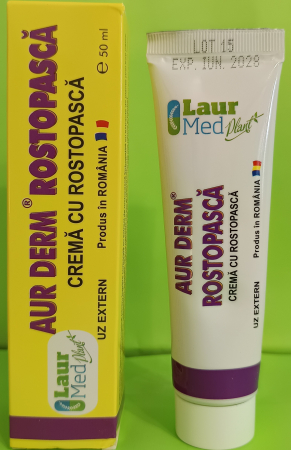 AUR DERM® ROSTOPASCĂ
CREMĂ CU ROSTOPASCĂ
UZ EXTERN Produs în ROMÂNIA
℮ 50 ml
Laur
Med Plant
LOT 15
EXP. IUN. 2028
Laur
Med Plant
AUR DERM®
ROSTOPASCĂ
CREMĂ CU ROSTOPASCĂ
UZ EXTERN Produs în ROMÂNIA